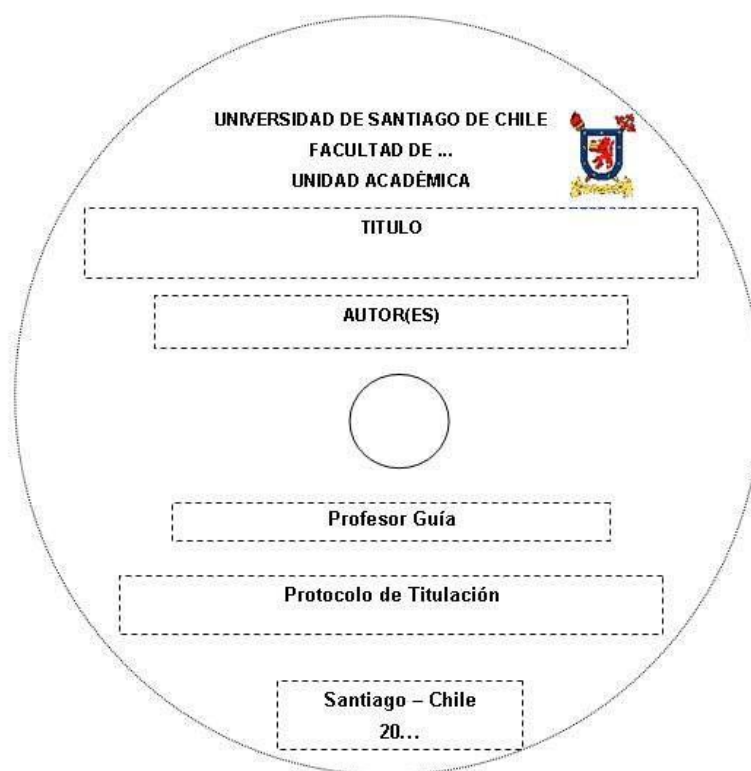 UNIVERSIDAD DE SANTIAGO DE CHILE
FACULTAD DE ...
UNIDAD ACADÉMICA
TITULO
AUTOR(ES)
Profesor Guía
Protocolo de Titulación
Santiago – Chile
20...